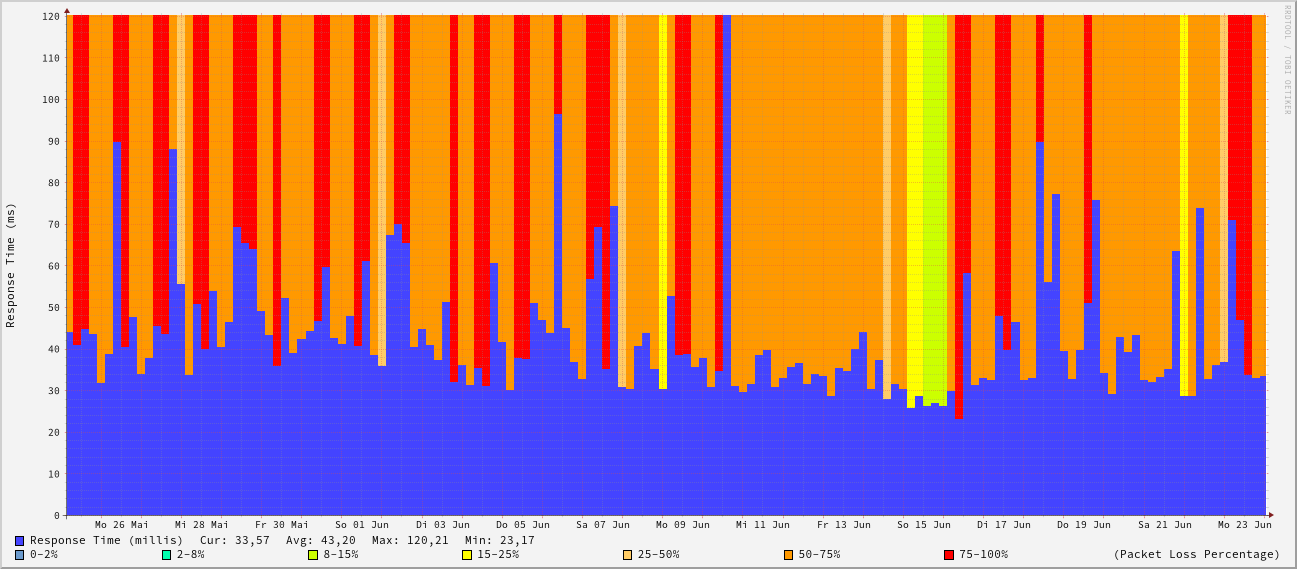 RRDTOOL / TOBI OETIKER
Response Time (ms)
120
110
100
90
80
70
60
50
40
30
20
10
0
Mo 26 Mai Mi 28 Mai Fr 30 Mai So 01 Jun Di 03 Jun Do 05 Jun Sa 07 Jun Mo 09 Jun Mi 11 Jun Fr 13 Jun So 15 Jun Di 17 Jun Do 19 Jun Sa 21 Jun Mo 23 Jun
Response Time (millis) Cur: 33,57 Avg: 43,20 Max: 120,21 Min: 23,17
0-2% 2-8% 8-15% 15-25% 25-50% 50-75% 75-100% (Packet Loss Percentage)